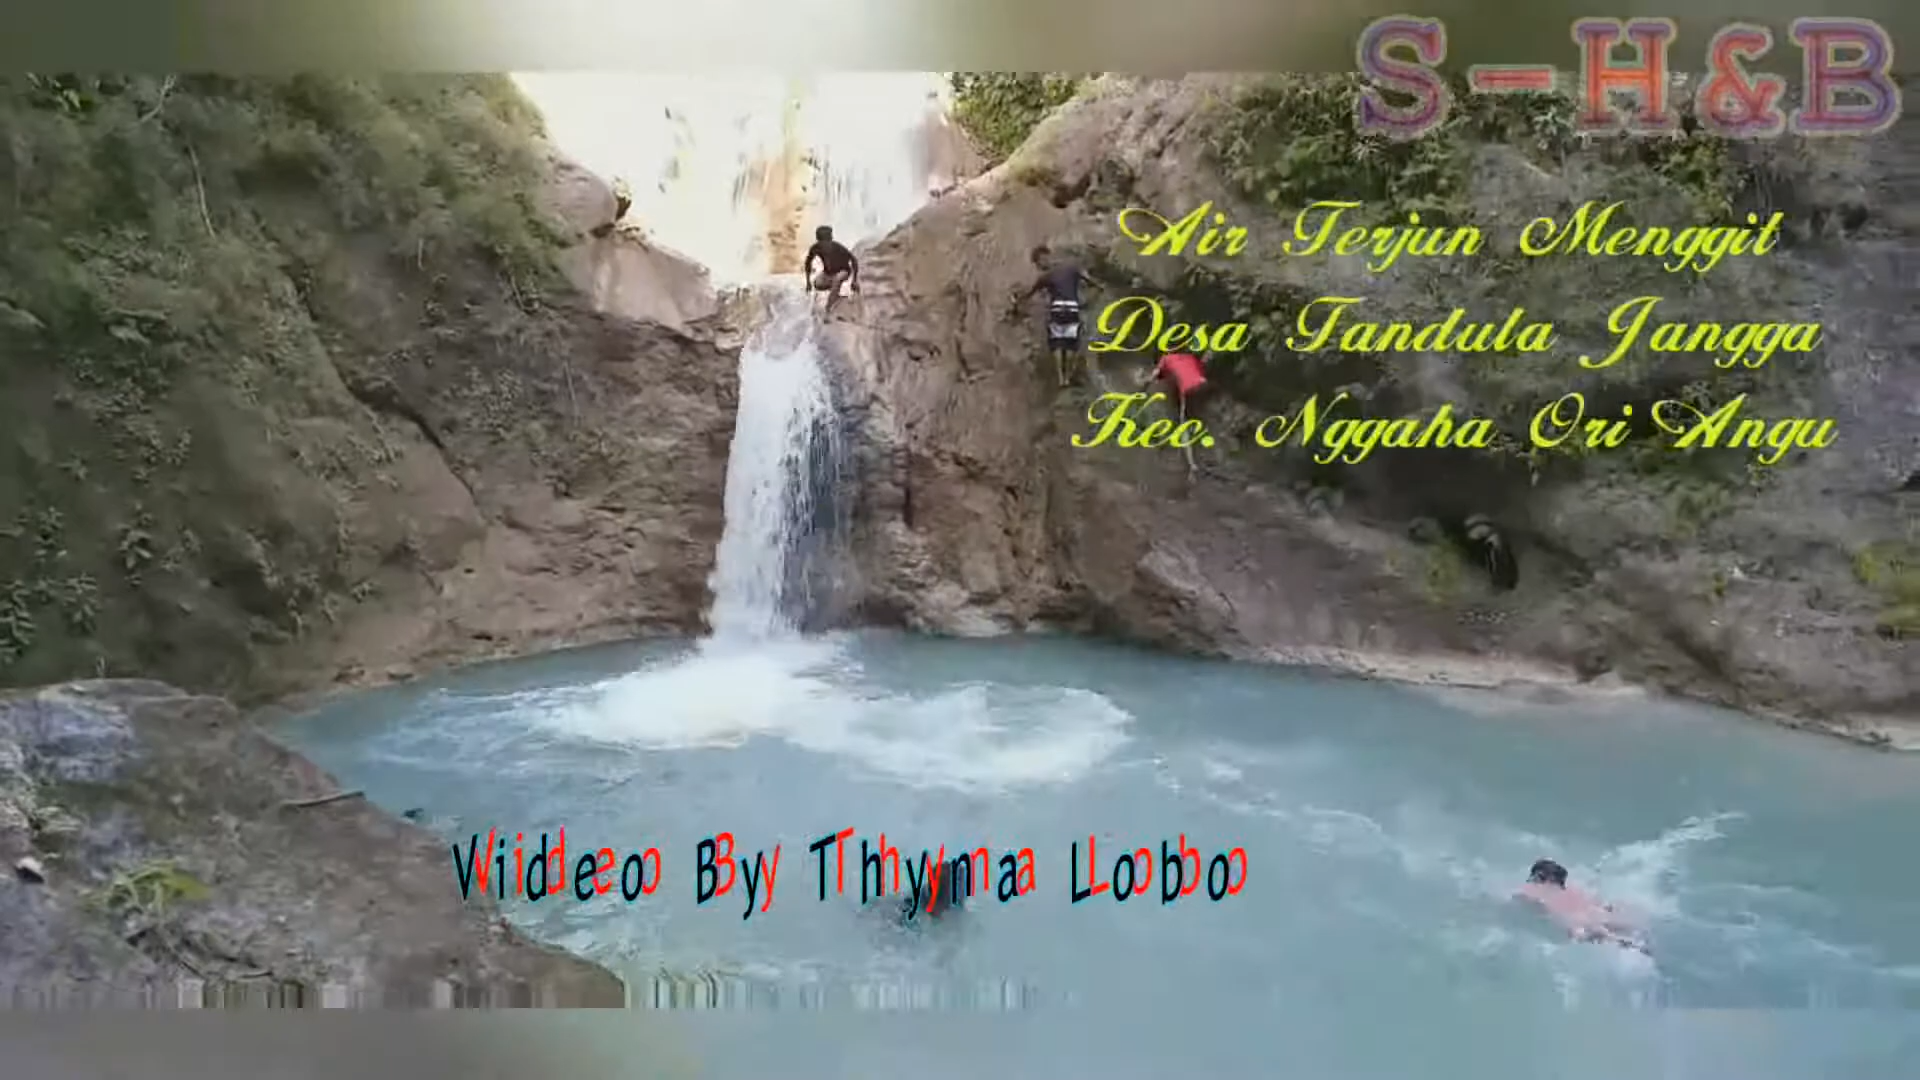 S-H&B
Air Terjun Menggit
Desa Tandula Jangga
Kec. Nggaha Ori Angu
Video By Thyma Lobo